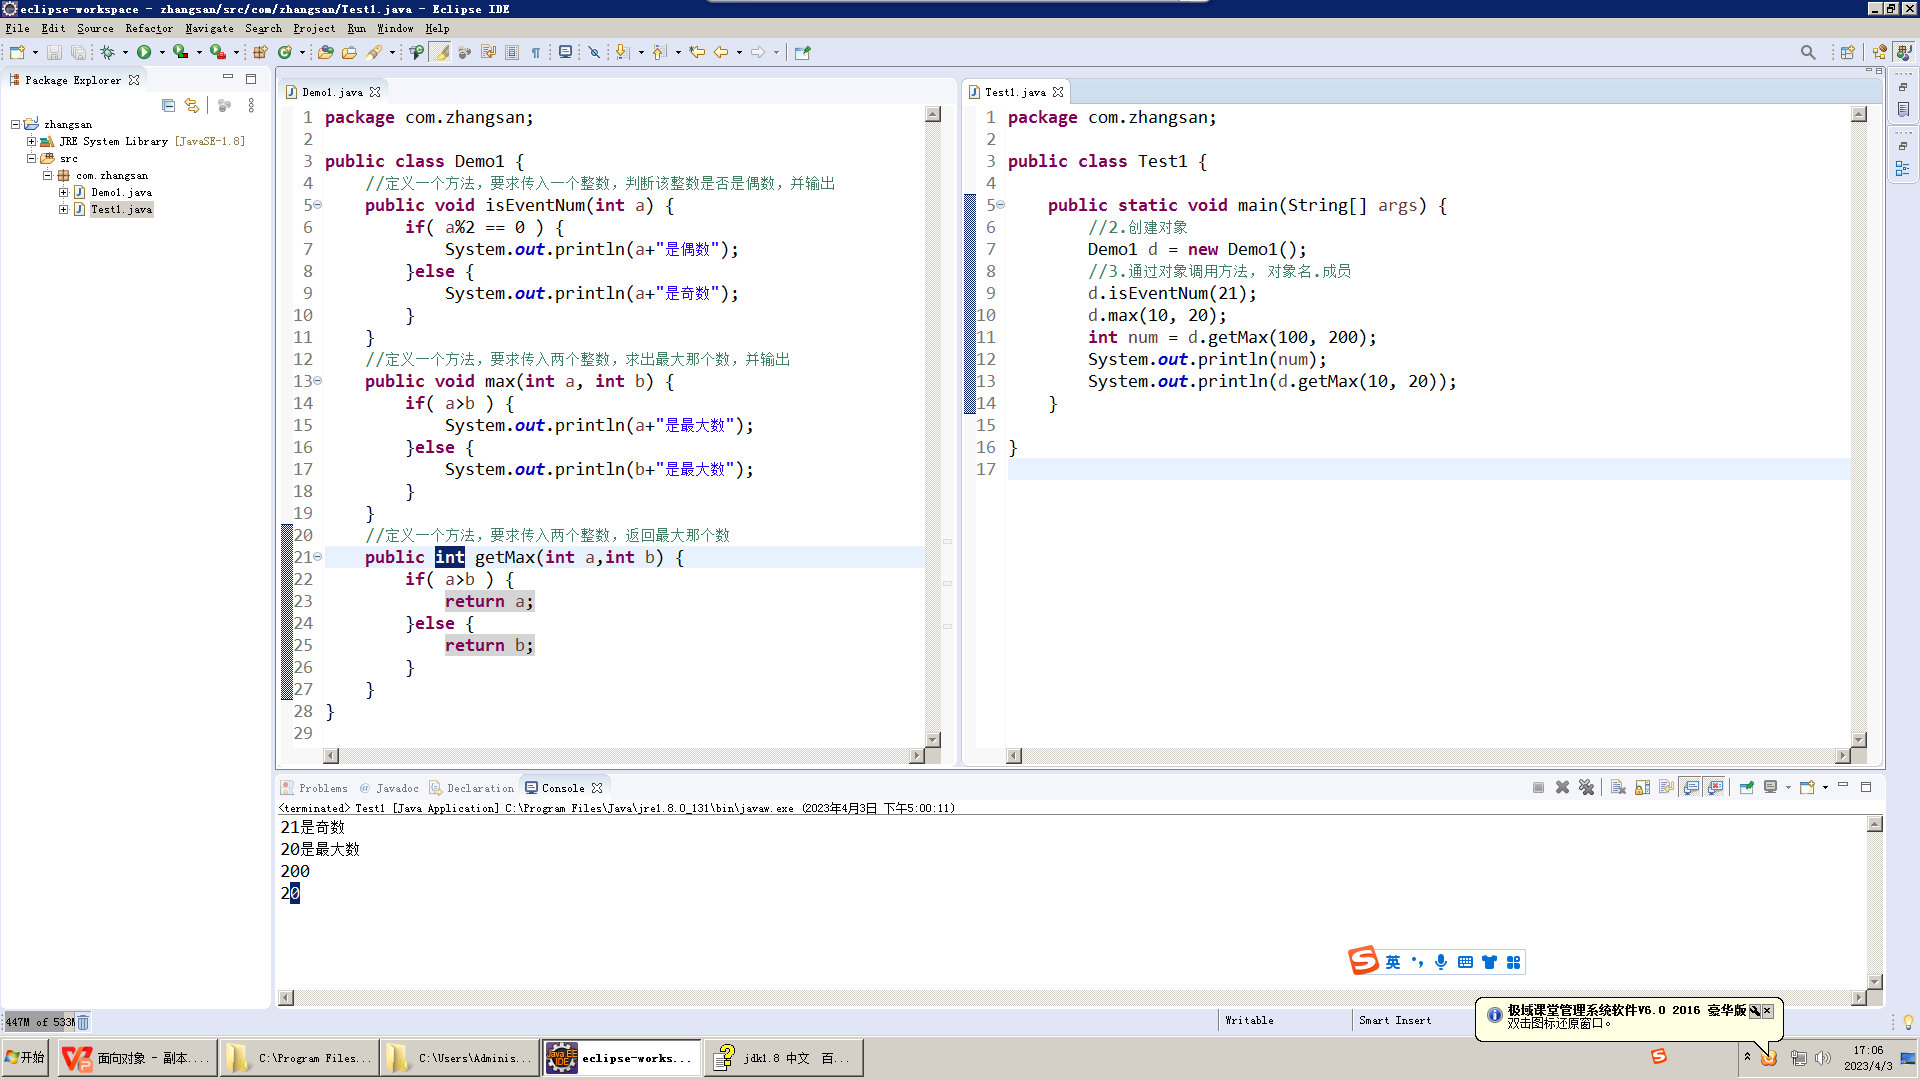 eclipse-workspace - zhangsan/src/com/zhangsan/Test1.java - Eclipse IDE
File Edit Source Refactor Navigate Search Project Run Window Help
Package Explorer
zhangsan
JRE System Library [JavaSE-1.8]
src
com.zhangsan
Demo1.java
Test1.java
Demo1.java
1 package com.zhangsan;
2
3 public class Demo1 {
4 //定义一个方法，要求传入一个整数，判断该整数是否是偶数，并输出
5 public void isEventNum(int a) {
6 if( a%2 == 0 ) {
7 System.out.println(a+"是偶数");
8 }else {
9 System.out.println(a+"是奇数");
10 }
11 }
12 //定义一个方法，要求传入两个整数，求出最大那个数，并输出
13 public void max(int a, int b) {
14 if( a>b ) {
15 System.out.println(a+"是最大数");
16 }else {
17 System.out.println(b+"是最大数");
18 }
19 }
20 //定义一个方法，要求传入两个整数，返回最大那个数
21 public int getMax(int a,int b) {
22 if( a>b ) {
23 return a;
24 }else {
25 return b;
26 }
27 }
28 }
29
Test1.java
1 package com.zhangsan;
2
3 public class Test1 {
4
5 public static void main(String[] args) {
6 //2.创建对象
7 Demo1 d = new Demo1();
8 //3.通过对象调用方法, 对象名.成员
9 d.isEventNum(21);
10 d.max(10, 20);
11 int num = d.getMax(100, 200);
12 System.out.println(num);
13 System.out.println(d.getMax(10, 20));
14 }
15
16 }
17
Problems @ Javadoc Declaration Console
<terminated> Test1 [Java Application] C:\Program Files\Java\jre1.8.0_131\bin\javaw.exe (2023年4月3日 下午5:00:11)
21是奇数
20是最大数
200
20
英
极域课堂管理系统软件V6.0 2016 豪华版
双击图标还原窗口。
447M of 533M
Writable
Smart Insert
开始
面向对象 - 副本...
C:\Program Files...
C:\Users\Adminis...
eclipse-works...
jdk1.8 中文 百...
17:06
2023/4/3